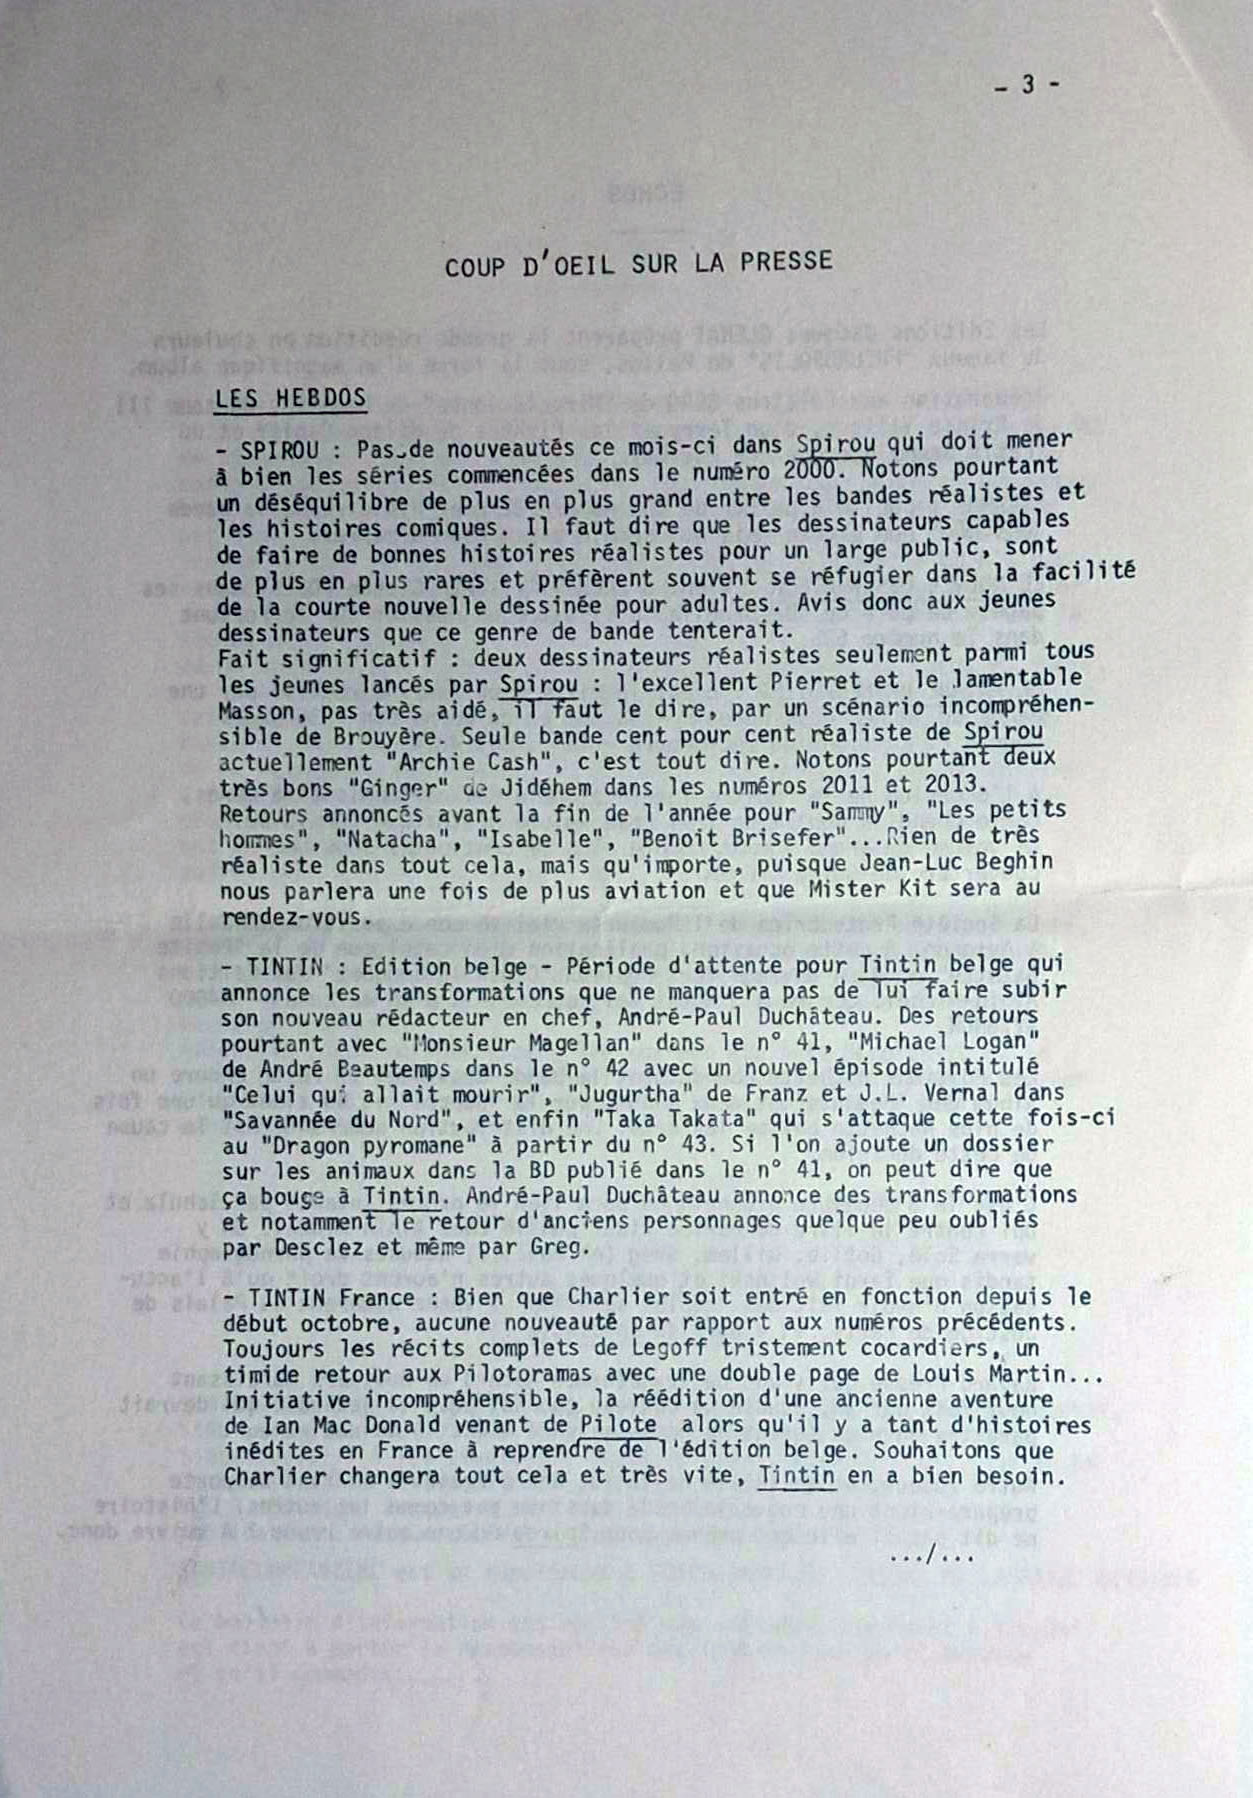 - 3 -
COUP D'OEIL SUR LA PRESSE
LES HEBDOS
- SPIROU : Pas de nouveautés ce mois-ci dans Spirou qui doit mener
à bien les séries commencées dans le numéro 2000. Notons pourtant
un déséquilibre de plus en plus grand entre les bandes réalistes et
les histoires comiques. Il faut dire que les dessinateurs capables
de faire de bonnes histoires réalistes pour un large public, sont
de plus en plus rares et préfèrent souvent se réfugier dans la facilité
de la courte nouvelle dessinée pour adultes. Avis donc aux jeunes
dessinateurs que ce genre de bande tenterait.
Fait significatif : deux dessinateurs réalistes seulement parmi tous
les jeunes lancés par Spirou : l'excellent Pierret et le lamentable
Masson, pas très aidé, il faut le dire, par un scénario incompréhen-
sible de Brouyère. Seule bande cent pour cent réaliste de Spirou
actuellement "Archie Cash", c'est tout dire. Notons pourtant deux
très bons "Ginger" de Jidéhem dans les numéros 2011 et 2013.
Retours annoncés avant la fin de l'année pour "Sammy", "Les petits
hommes", "Natacha", "Isabelle", "Benoit Brisefer"...Rien de très
réaliste dans tout cela, mais qu'importe, puisque Jean-Luc Beghin
nous parlera une fois de plus aviation et que Mister Kit sera au
rendez-vous.
- TINTIN : Edition belge - Période d'attente pour Tintin belge qui
annonce les transformations que ne manquera pas de lui faire subir
son nouveau rédacteur en chef, André-Paul Duchâteau. Des retours
pourtant avec "Monsieur Magellan" dans le n° 41, "Michael Logan"
de André Beautemps dans le n° 42 avec un nouvel épisode intitulé
"Celui qui allait mourir", "Jugurtha" de Franz et J.L. Vernal dans
"Savannée du Nord", et enfin "Taka Takata" qui s'attaque cette fois-ci
au "Dragon pyromane" à partir du n° 43. Si l'on ajoute un dossier
sur les animaux dans la BD publié dans le n° 41, on peut dire que
ça bouge à Tintin. André-Paul Duchâteau annonce des transformations
et notamment le retour d'anciens personnages quelque peu oubliés
par Desclez et même par Greg.
- TINTIN France : Bien que Charlier soit entré en fonction depuis le
début octobre, aucune nouveauté par rapport aux numéros précédents.
Toujours les récits complets de Legoff tristement cocardiers, un
timide retour aux Pilotoramas avec une double page de Louis Martin...
Initiative incompréhensible, la réédition d'une ancienne aventure
de Ian Mac Donald venant de Pilote alors qu'il y a tant d'histoires
inédites en France à reprendre de l'édition belge. Souhaitons que
Charlier changera tout cela et très vite, Tintin en a bien besoin.
.../...